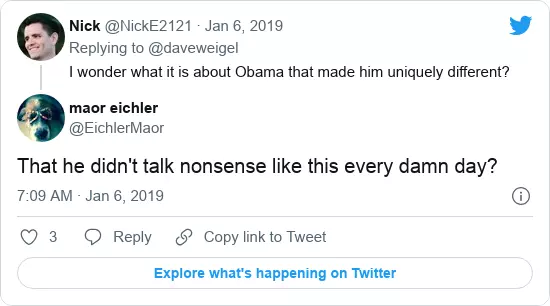 Nick @NickE2121 · Jan 6, 2019
Replying to @daveweigel
I wonder what it is about Obama that made him uniquely different?
maor eichler
@EichlerMaor
That he didn't talk nonsense like this every damn day?
7:09 AM · Jan 6, 2019
3 Reply Copy link to Tweet
Explore what's happening on Twitter